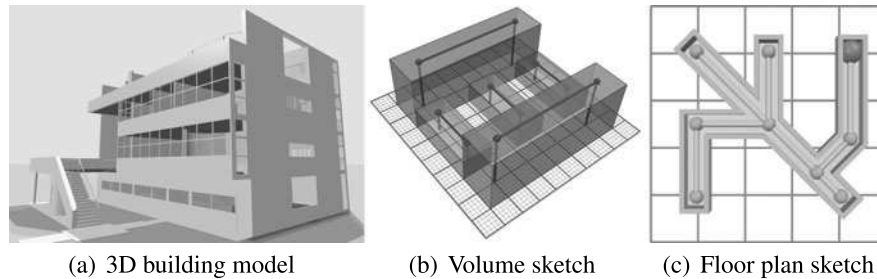 (a) 3D building model
(b) Volume sketch
(c) Floor plan sketch